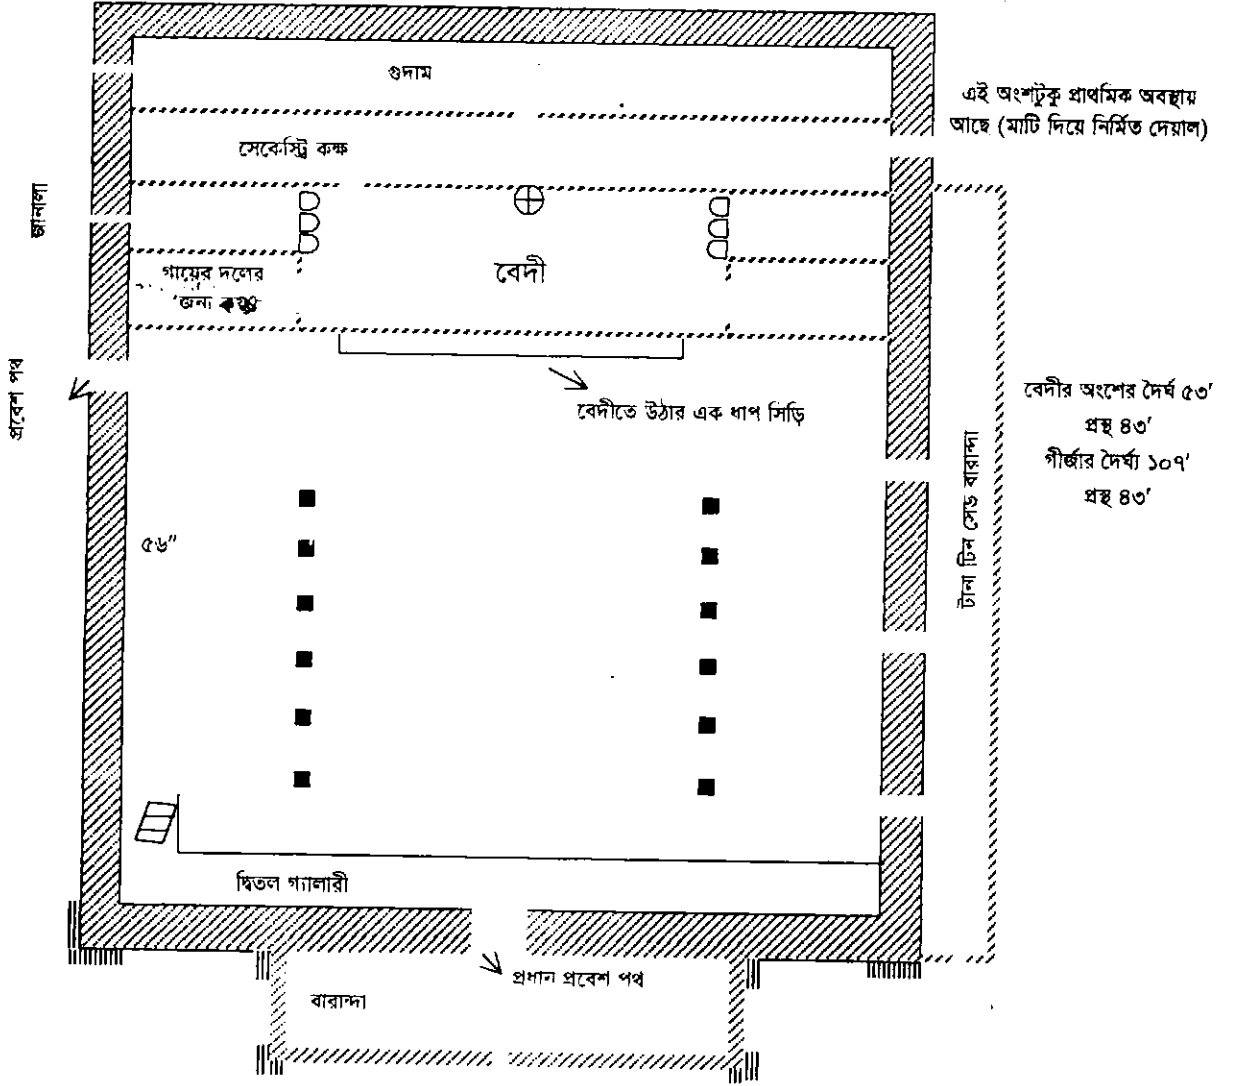 গুদাম
এই অংশটুকু প্রাথমিক অবস্থায়
আছে (মাটি দিয়ে নির্মিত দেয়াল)
সেকেস্ট্রি কক্ষ
জানালা
বেদী
গায়ের দলের
জন্য
প্রবেশ পথ
বেদীতে উঠার এক ধাপ সিড়ি
বেদীর অংশের দৈর্ঘ ৫৩′
প্রস্থ ৪৩′
গীর্জার দৈর্ঘ্য ১০৭′
প্রস্থ ৪৩′
টানা টিন সেড বারান্দা
৫৬″
দ্বিতল গ্যালারী
প্রধান প্রবেশ পথ
বারান্দা